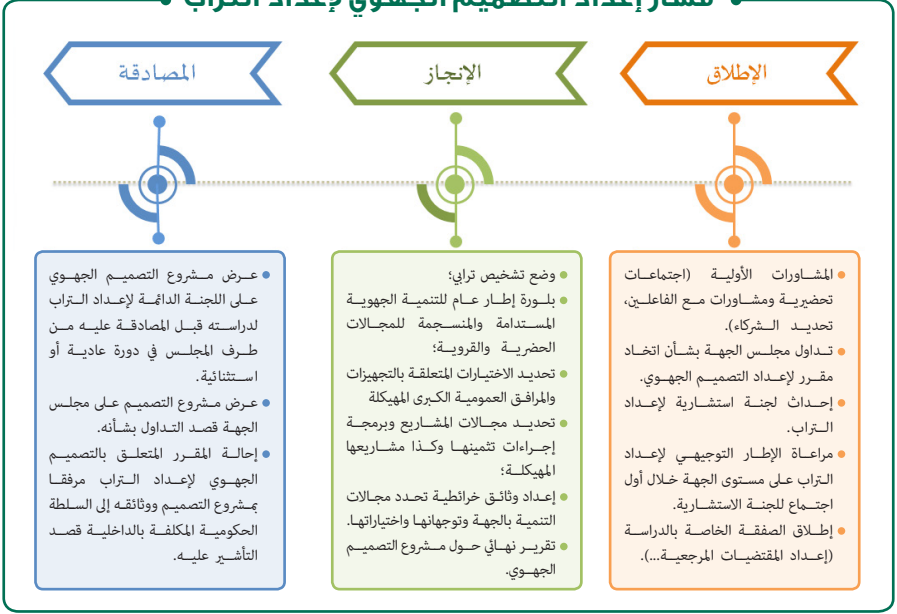 مسار إعداد التصميم الجهوي لإعداد التراب
الإطلاق
المشاورات الأولية (اجتماعات
تحضيرية ومشاورات مع الفاعلين،
تحديد الشركاء).
تداول مجلس الجهة بشأن اتخاد
مقرر لإعداد التصميم الجهوي.
إحداث لجنة استشارية لإعداد
التراب.
مراعاة الإطار التوجيهي لإعداد
التراب على مستوى الجهة خلال أول
اجتماع للجنة الاستشارية.
إطلاق الصفقة الخاصة بالدراسة
(إعداد المقتضيات المرجعية...).
الإنجاز
وضع تشخيص ترابي؛
بلورة إطار عام للتنمية الجهوية
المستدامة والمنسجمة للمجالات
الحضرية والقروية؛
تحديد الاختيارات المتعلقة بالتجهيزات
والمرافق العمومية الكبرى المهيكلة
تحديد مجالات المشاريع وبرمجة
إجراءات تثمينها وكذا مشاريعها
المهيكلة؛
إعداد وثائق خرائطية تحدد مجالات
التنمية بالجهة وتوجهاتها واختياراتها.
تقرير نهائي حول مشروع التصميم
الجهوي.
المصادقة
عرض مشروع التصميم الجهوي
على اللجنة الدائمة لإعداد التراب
لدراسته قبل المصادقة عليه من
طرف المجلس في دورة عادية أو
استثنائية.
عرض مشروع التصميم على مجلس
الجهة قصد التداول بشأنه.
إحالة المقرر المتعلق بالتصميم
الجهوي لإعداد التراب مرفقا
بمشروع التصميم ووثائقه إلى السلطة
الحكومية المكلفة بالداخلية قصد
التأشير عليه.